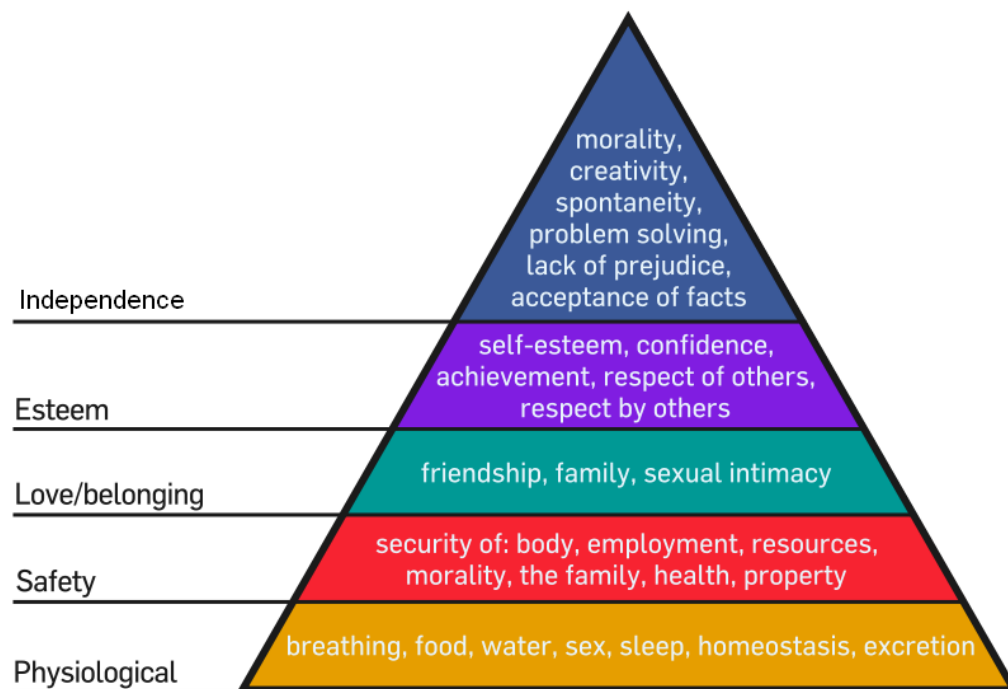 morality,
creativity,
spontaneity,
problem solving,
lack of prejudice,
acceptance of facts
Independence
self-esteem, confidence,
achievement, respect of others,
respect by others
Esteem
friendship, family, sexual intimacy
Love/belonging
security of: body, employment, resources,
morality, the family, health, property
Safety
breathing, food, water, sex, sleep, homeostasis, excretion
Physiological